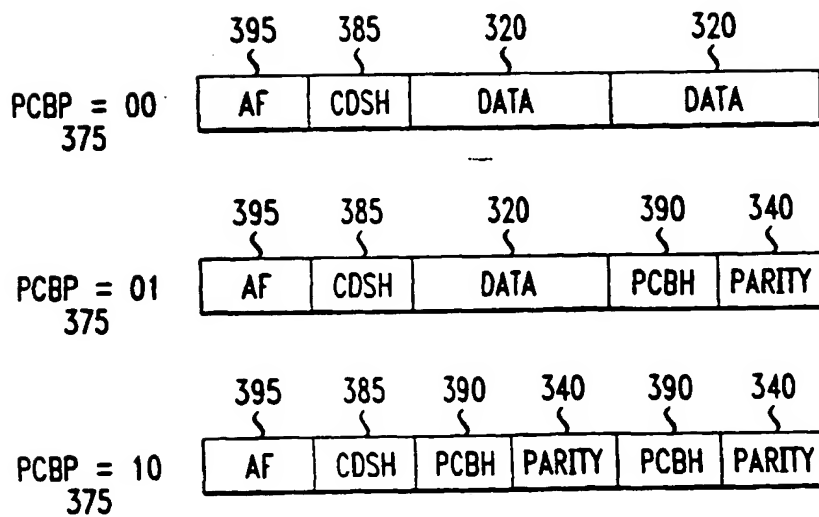 395 385 320 320
PCBP = 00 AF CDSH DATA DATA
375
395 385 320 390 340
PCBP = 01 AF CDSH DATA PCBH PARITY
375
395 385 390 340 390 340
PCBP = 10 AF CDSH PCBH PARITY PCBH PARITY
375